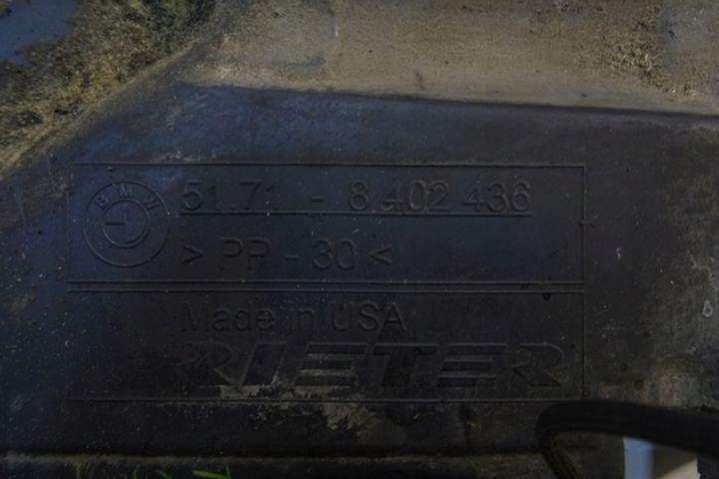 BMW
51.71 - 8 402 436
> PP - 30 <
Made in USA
RIETER